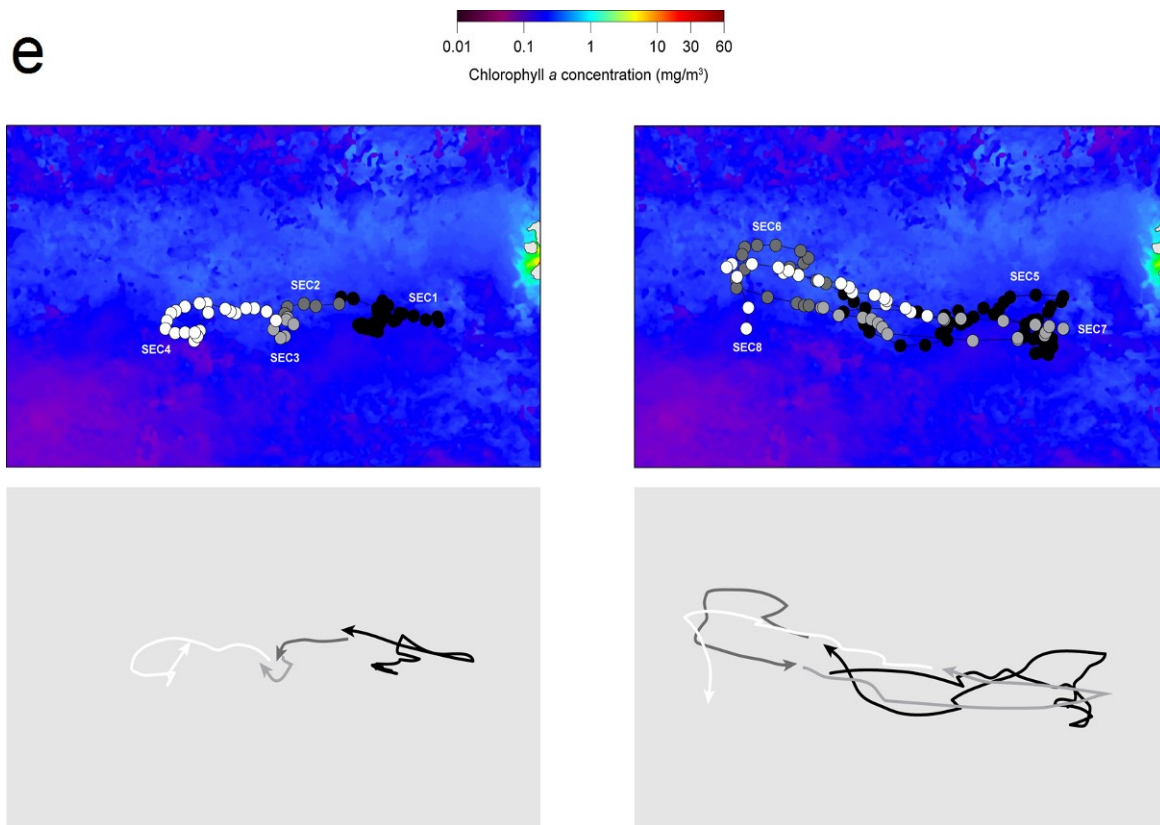 e
0.01 0.1 1 10 30 60
Chlorophyll a concentration (mg/m³)
SEC2 SEC1
SEC4 SEC3
SEC6
SEC5
SEC7
SEC8